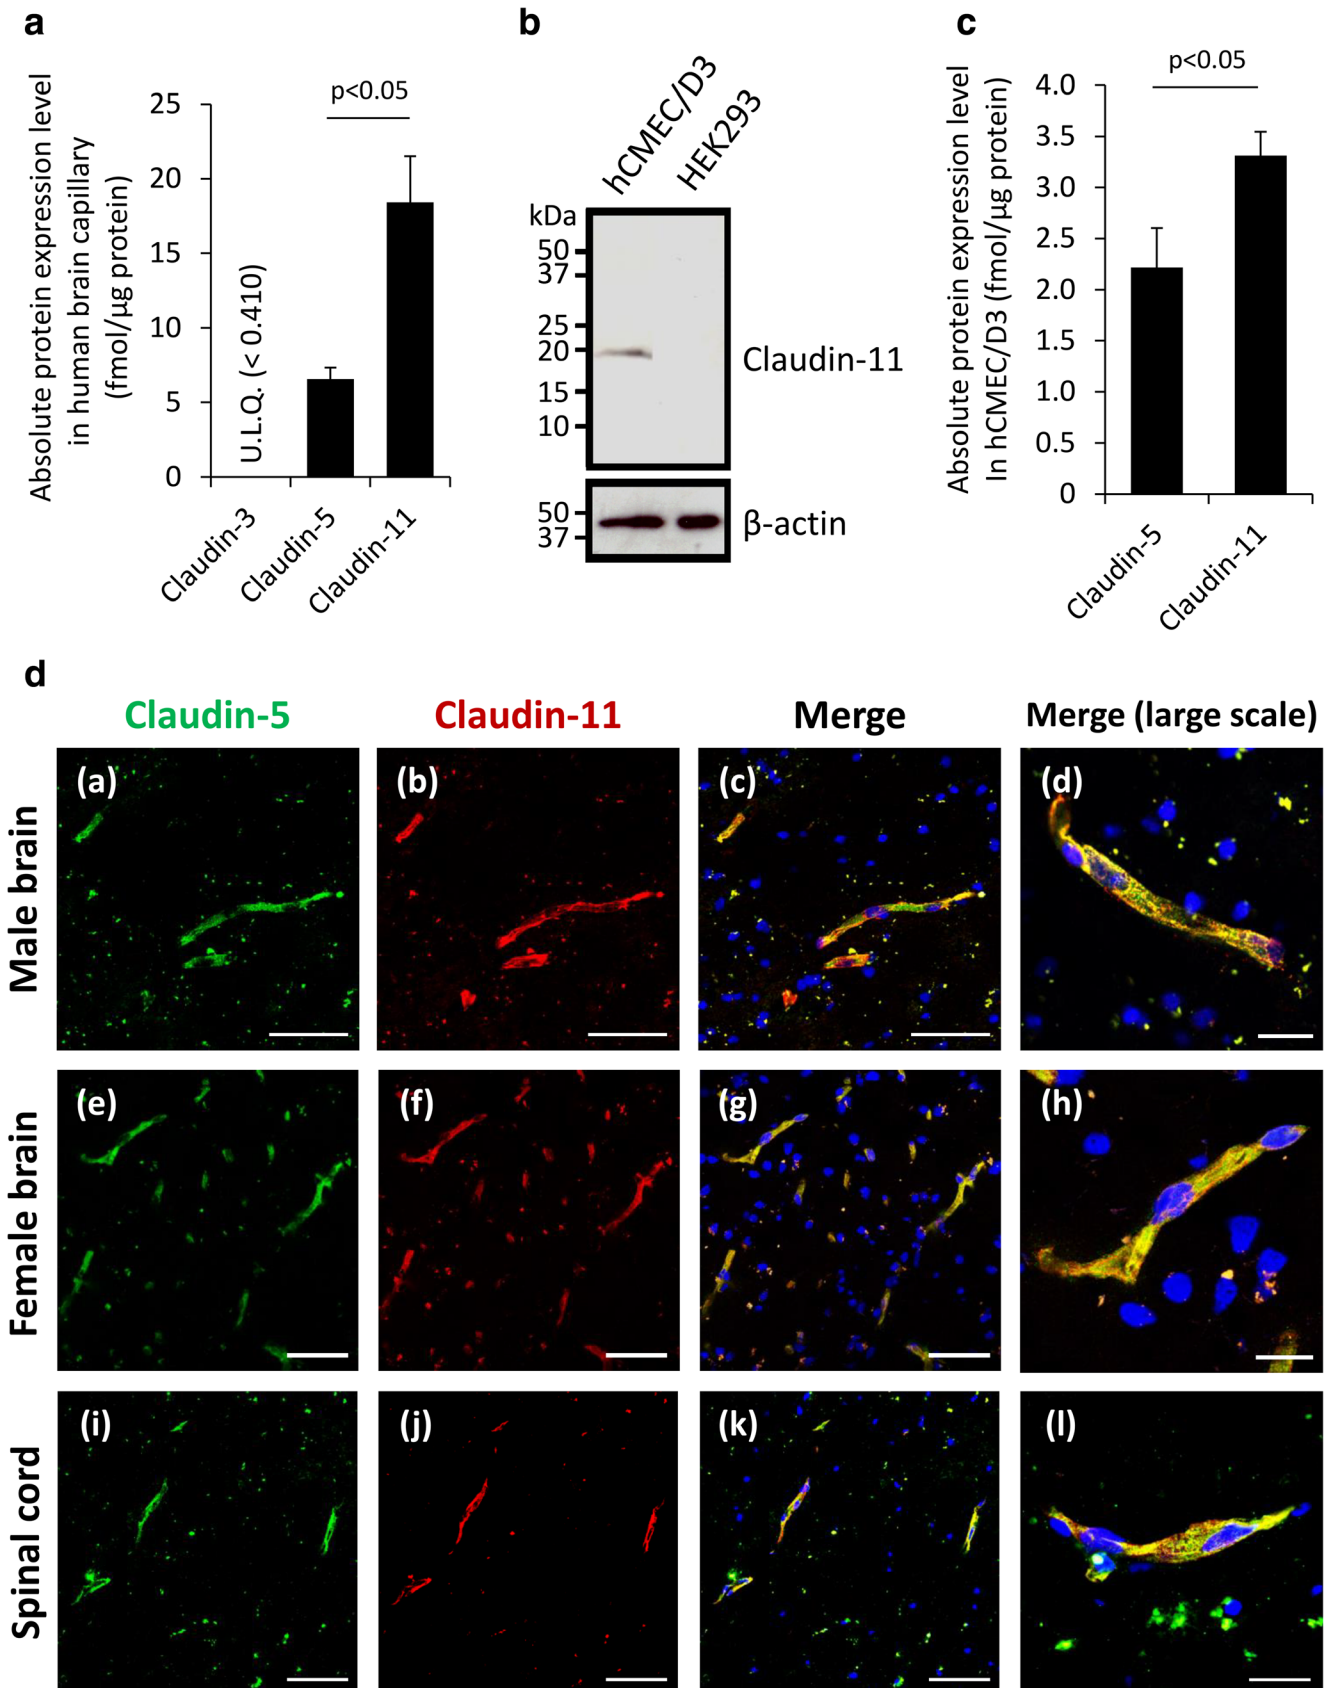 a
Absolute protein expression level
in human brain capillary
(fmol/µg protein)
25
20
15
10
5
0
p<0.05
U.L.Q. (< 0.410)
Claudin-3
Claudin-5
Claudin-11
b
hCMEC/D3
HEK293
kDa
50
37
25
20
15
10
Claudin-11
50
37
β-actin
c
Absolute protein expression level
In hCMEC/D3 (fmol/µg protein)
4.0
3.5
3.0
2.5
2.0
1.5
1.0
0.5
0
p<0.05
Claudin-5
Claudin-11
d
Claudin-5
Claudin-11
Merge
Merge (large scale)
Male brain
(a)
(b)
(c)
(d)
Female brain
(e)
(f)
(g)
(h)
Spinal cord
(i)
(j)
(k)
(l)